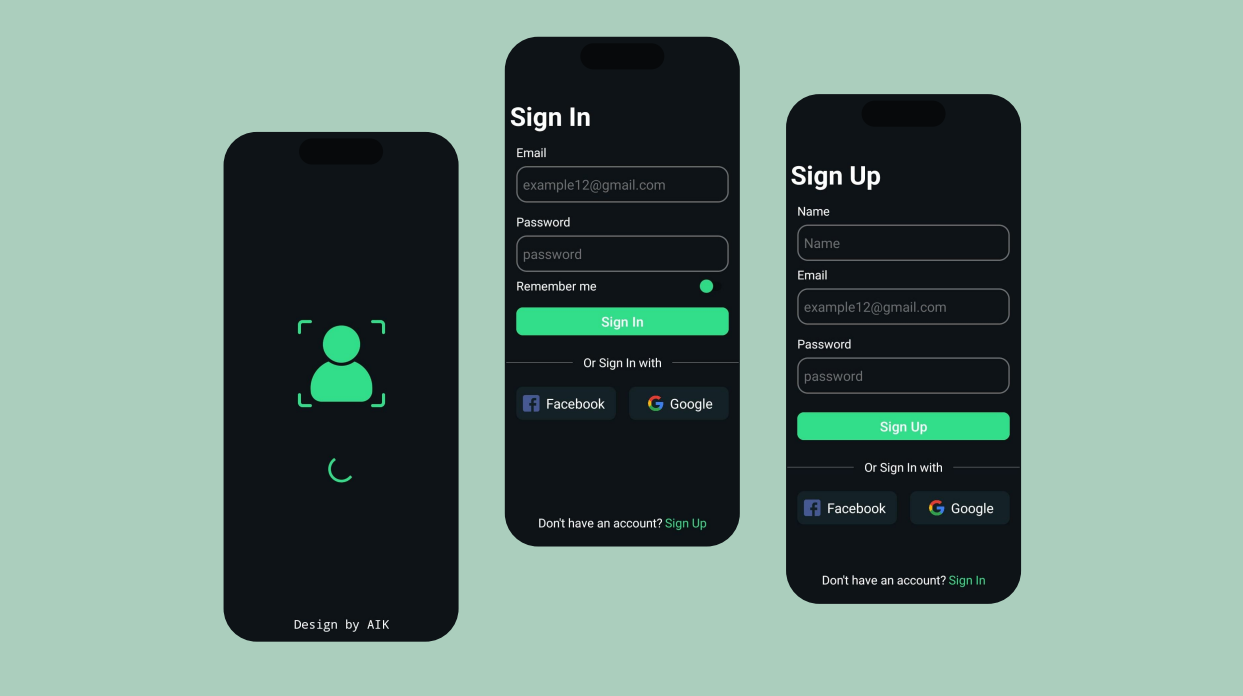 Design by AIK
Sign In
Email
example12@gmail.com
Password
password
Remember me
Sign In
Or Sign In with
Facebook
Google
Don't have an account? Sign Up
Sign Up
Name
Name
Email
example12@gmail.com
Password
password
Sign Up
Or Sign In with
Facebook
Google
Don't have an account? Sign In